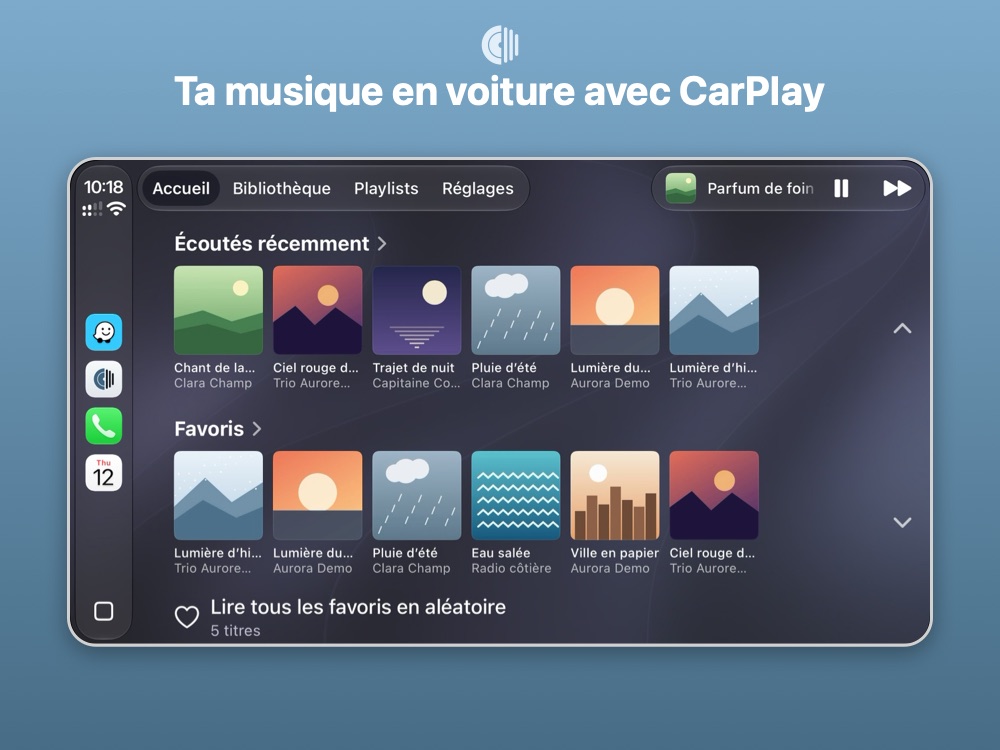 Ta musique en voiture avec CarPlay
10:18
Accueil Bibliothèque Playlists Réglages
Parfum de foin
Écoutés récemment
Chant de la... Ciel rouge d... Trajet de nuit Pluie d'été Lumière du... Lumière d'hi...
Clara Champ Trio Aurore... Capitaine Co... Clara Champ Aurora Demo Trio Aurore...
Favoris
Thu
12
Lumière d'hi... Lumière du... Pluie d'été Eau salée Ville en papier Ciel rouge d...
Trio Aurore... Aurora Demo Clara Champ Radio côtière Aurora Demo Trio Aurore...
Lire tous les favoris en aléatoire
5 titres